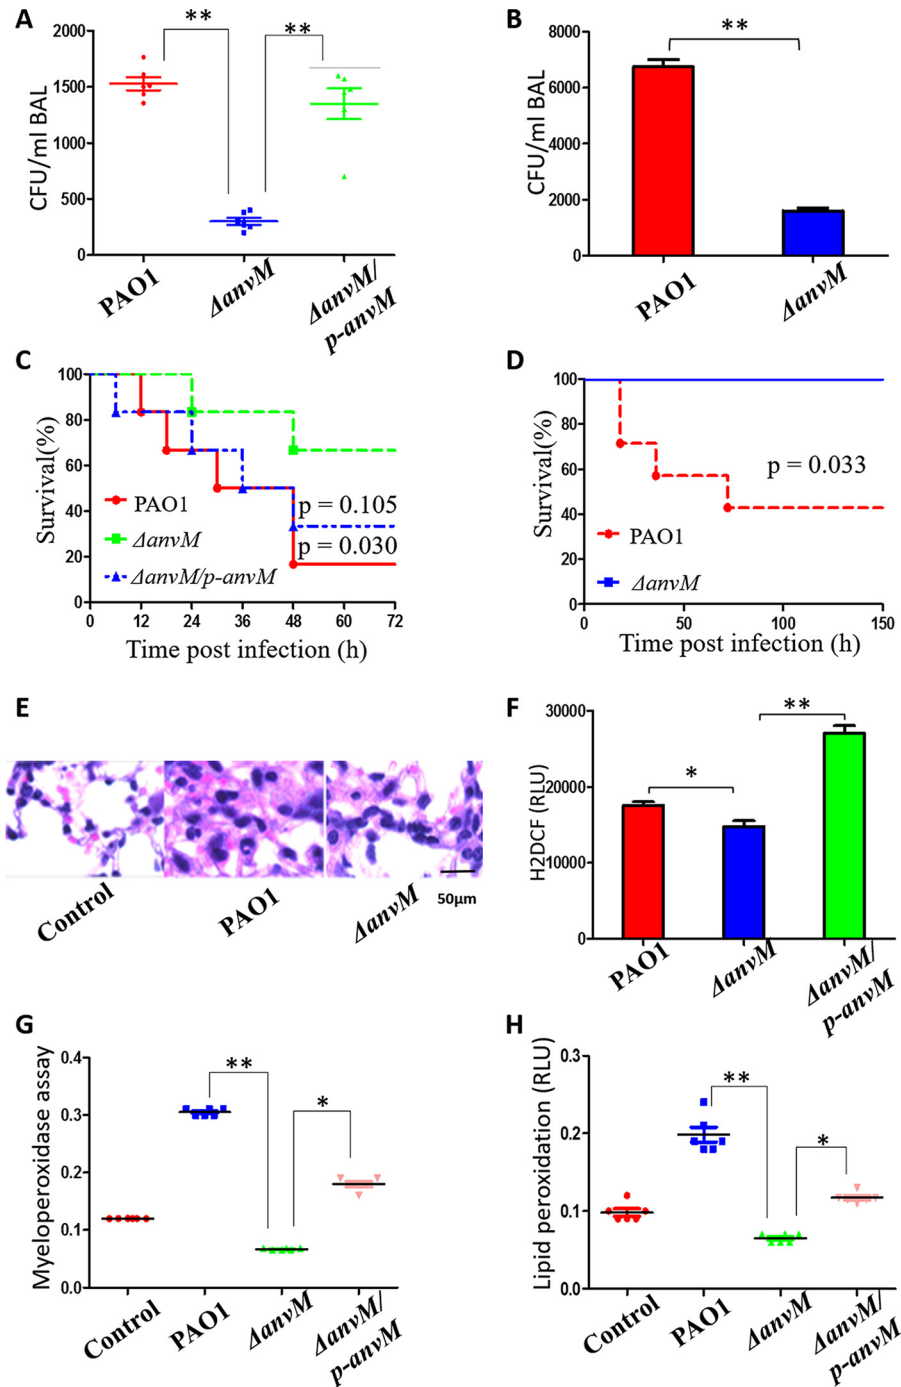 A
CFU/ml BAL
2000
1500
1000
500
0
**
**
PAO1
ΔanvM
ΔanvM/
p-anvM
B
CFU/ml BAL
8000
6000
4000
2000
0
**
PAO1
ΔanvM
C
Survival(%)
100
80
60
40
20
0
PAO1
ΔanvM
ΔanvM/p-anvM
p = 0.105
p = 0.030
0 12 24 36 48 60 72
Time post infection (h)
D
Survival(%)
100
80
60
40
20
0
p = 0.033
PAO1
ΔanvM
0 50 100 150
Time post infection (h)
E
Control
PAO1
ΔanvM
50μm
F
H2DCF (RLU)
30000
20000
10000
0
*
**
PAO1
ΔanvM
ΔanvM/
p-anvM
G
Myeloperoxidase assay
0.4
0.3
0.2
0.1
0.0
**
*
Control
PAO1
ΔanvM
ΔanvM/
p-anvM
H
Lipid peroxidation (RLU)
0.3
0.2
0.1
0.0
**
*
Control
PAO1
ΔanvM
ΔanvM/
p-anvM